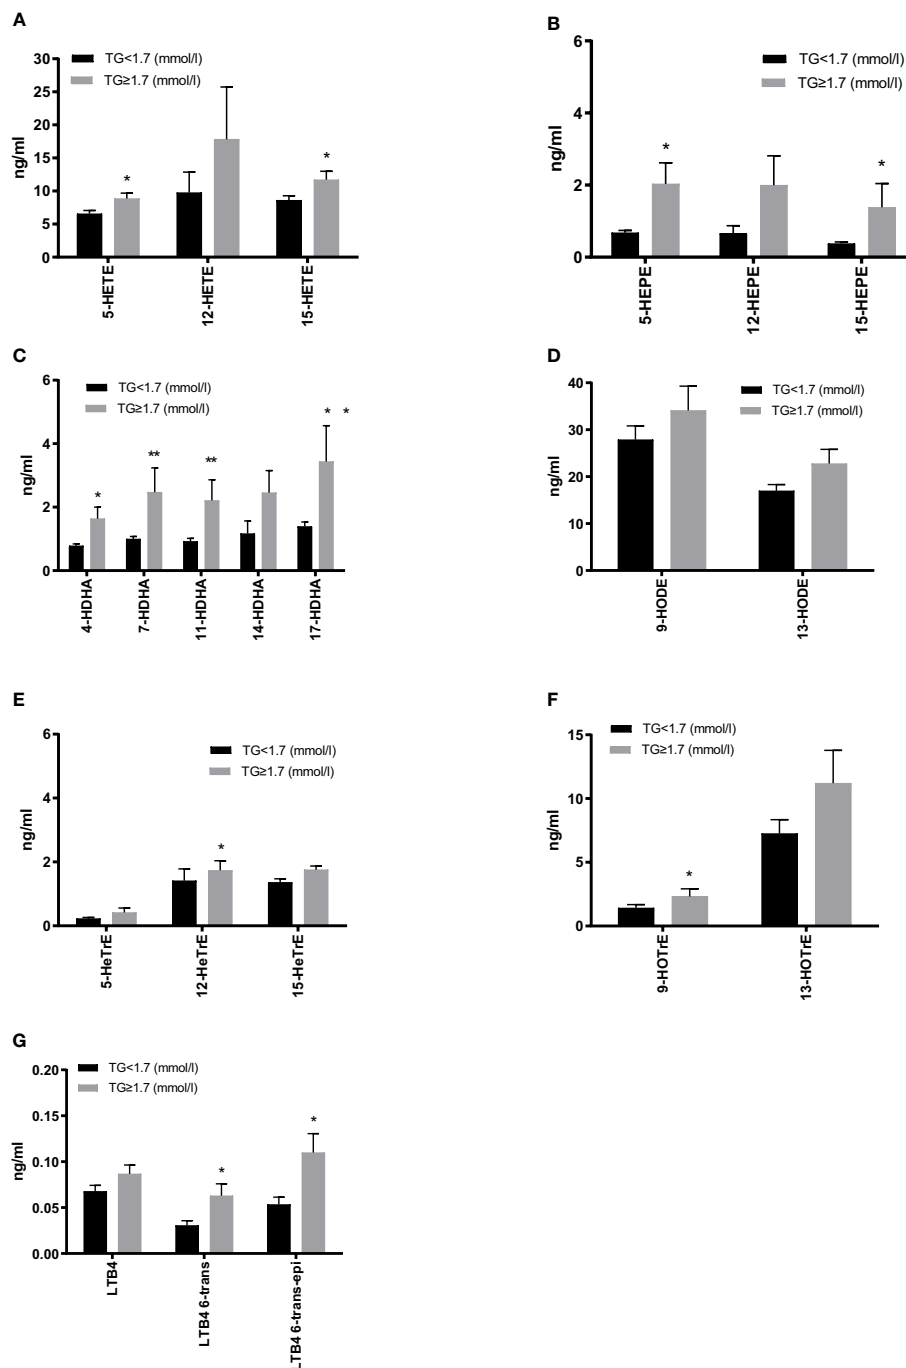 A
TG<1.7 (mmol/l)
TG≥1.7 (mmol/l)
ng/ml
30
25
20
15
10
5
0
*
*
5-HETE
12-HETE
15-HETE
B
TG<1.7 (mmol/l)
TG≥1.7 (mmol/l)
ng/ml
6
4
2
0
*
*
5-HEPE
12-HEPE
15-HEPE
C
TG<1.7 (mmol/l)
TG≥1.7 (mmol/l)
ng/ml
6
4
2
0
*
**
**
* *
4-HDHA
7-HDHA
11-HDHA
14-HDHA
17-HDHA
D
TG<1.7 (mmol/l)
TG≥1.7 (mmol/l)
ng/ml
40
30
20
10
0
9-HODE
13-HODE
E
TG<1.7 (mmol/l)
TG≥1.7 (mmol/l)
ng/ml
6
4
2
0
*
5-HeTrE
12-HeTrE
15-HeTrE
F
TG<1.7 (mmol/l)
TG≥1.7 (mmol/l)
ng/ml
15
10
5
0
*
9-HOTrE
13-HOTrE
G
TG<1.7 (mmol/l)
TG≥1.7 (mmol/l)
ng/ml
0.20
0.15
0.10
0.05
0.00
*
*
LTB4
LTB4 6-trans
LTB4 6-trans-epi